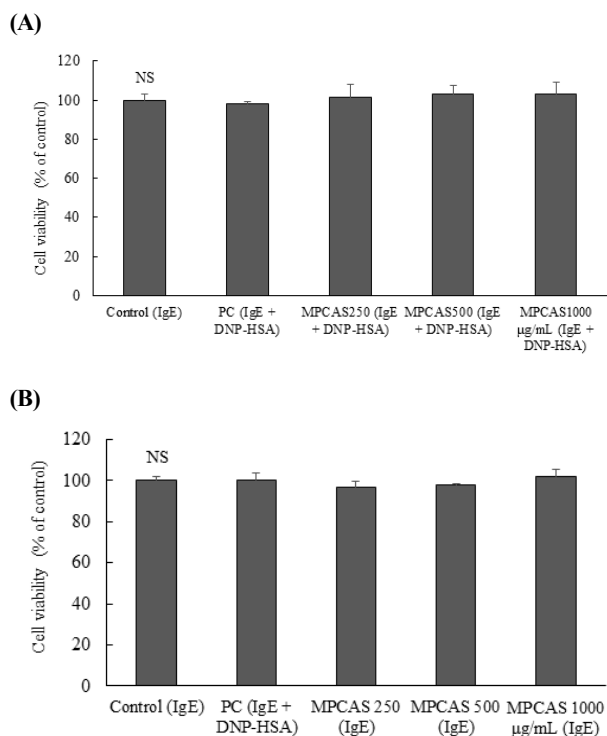 (A)
120
100
80
60
40
20
0
Cell viability (% of control)
NS
Control (IgE)
PC (IgE +
DNP-HSA)
MPCAS250 (IgE
+ DNP-HSA)
MPCAS500 (IgE
+ DNP-HSA)
MPCAS1000
μg/mL (IgE +
DNP-HSA)
(B)
120
100
80
60
40
20
0
Cell viability (% of control)
NS
Control (IgE)
PC (IgE +
DNP-HSA)
MPCAS 250
(IgE)
MPCAS 500
(IgE)
MPCAS 1000
μg/mL (IgE)